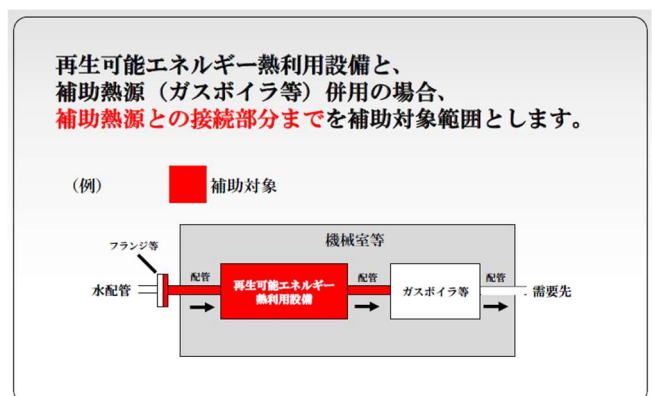 再生可能エネルギー熱利用設備と、
補助熱源（ガスボイラ等）併用の場合、
補助熱源との接続部分までを補助対象範囲とします。
（例）
補助対象
機械室等
フランジ等
水配管
配管
再生可能エネルギー
熱利用設備
配管
ガスボイラ等
配管
需要先